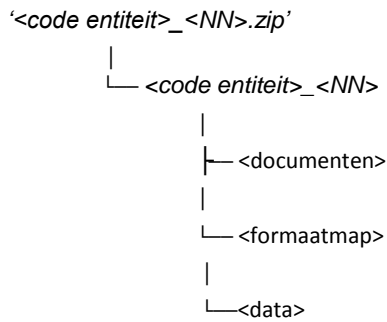 ‘<code entiteit>_<NN>.zip’
<code entiteit>_<NN>
<documenten>
<formaatmap>
<data>